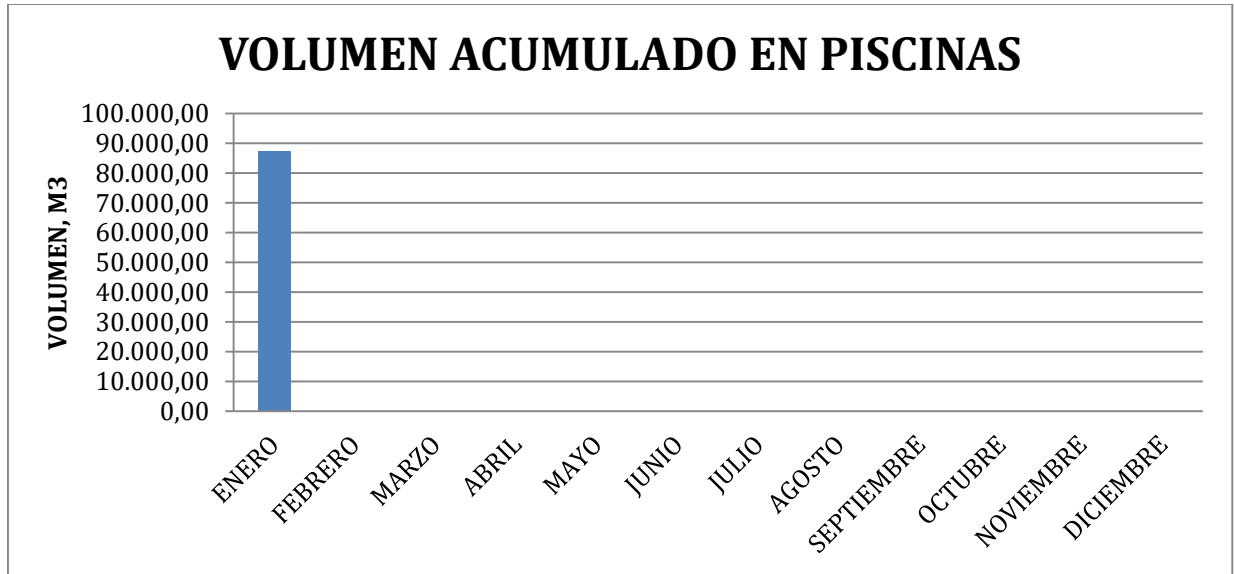 VOLUMEN ACUMULADO EN PISCINAS
VOLUMEN, M3
100.000,00
90.000,00
80.000,00
70.000,00
60.000,00
50.000,00
40.000,00
30.000,00
20.000,00
10.000,00
0,00
ENERO
FEBRERO
MARZO
ABRIL
MAYO
JUNIO
JULIO
AGOSTO
SEPTIEMBRE
OCTUBRE
NOVIEMBRE
DICIEMBRE